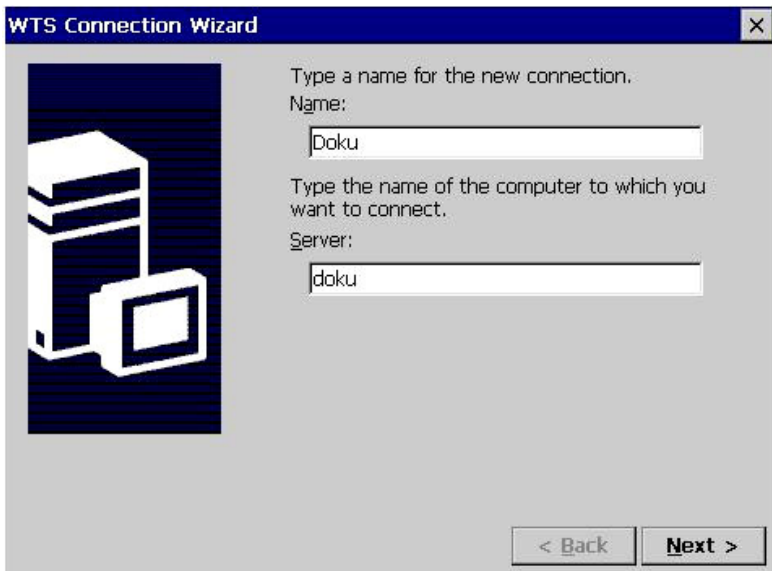 WTS Connection Wizard
Type a name for the new connection.
Name:
Doku
Type the name of the computer to which you
want to connect.
Server:
doku
< Back
Next >